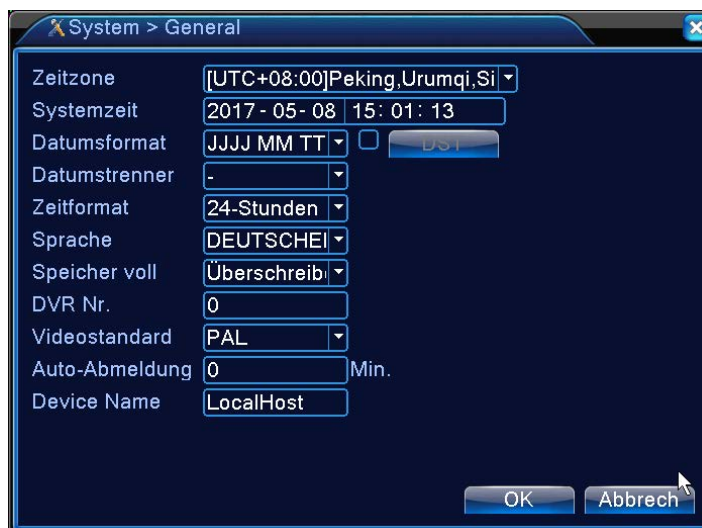 System > General
Zeitzone [UTC+08:00]Peking,Urumqi,Si
Systemzeit 2017-05-08 15:01:13
Datumsformat JJJJ MM TT DST
Datumstrenner -
Zeitformat 24-Stunden
Sprache DEUTSCHE
Speicher voll Überschreib
DVR Nr. 0
Videostandard PAL
Auto-Abmeldung 0 Min.
Device Name LocalHost
OK Abbrech